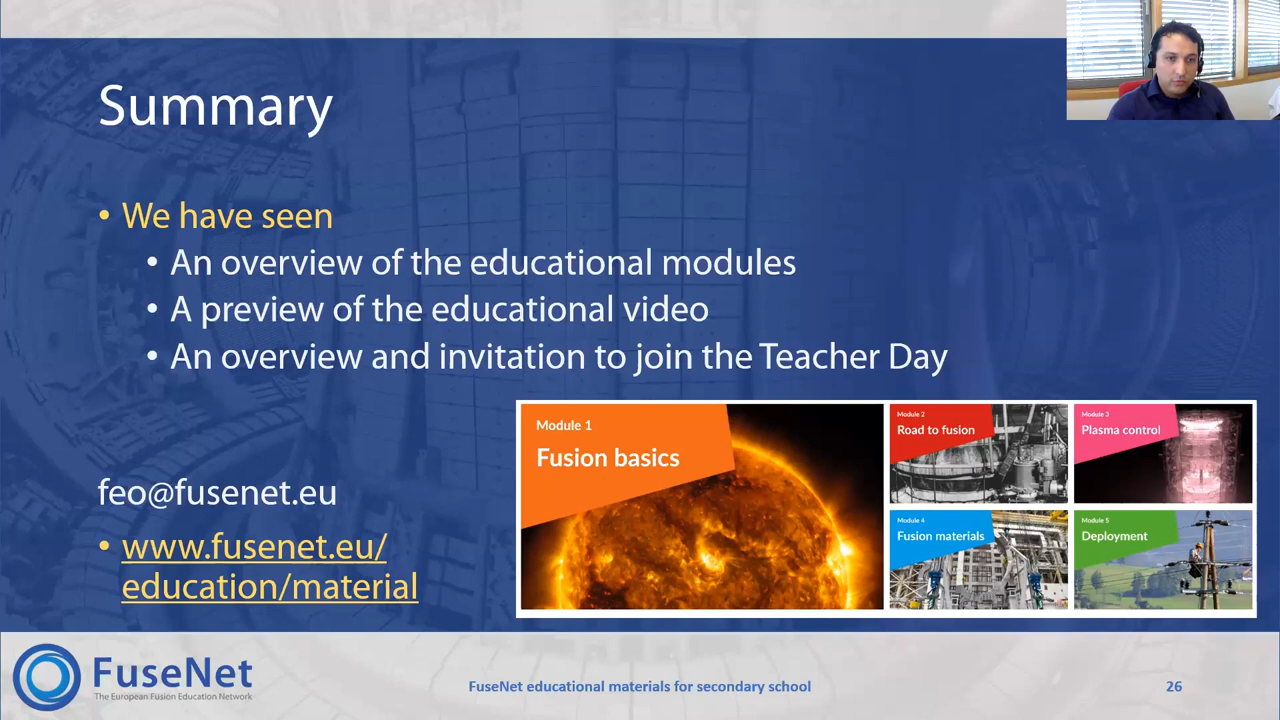 Summary
• We have seen
• An overview of the educational modules
• A preview of the educational video
• An overview and invitation to join the Teacher Day
feo@fusenet.eu
• www.fusenet.eu/
education/material
Module 1
Fusion basics
Module 2
Road to fusion
Module 3
Plasma control
Module 4
Fusion materials
Module 5
Deployment
FuseNet
The European Fusion Education Network
FuseNet educational materials for secondary school
26